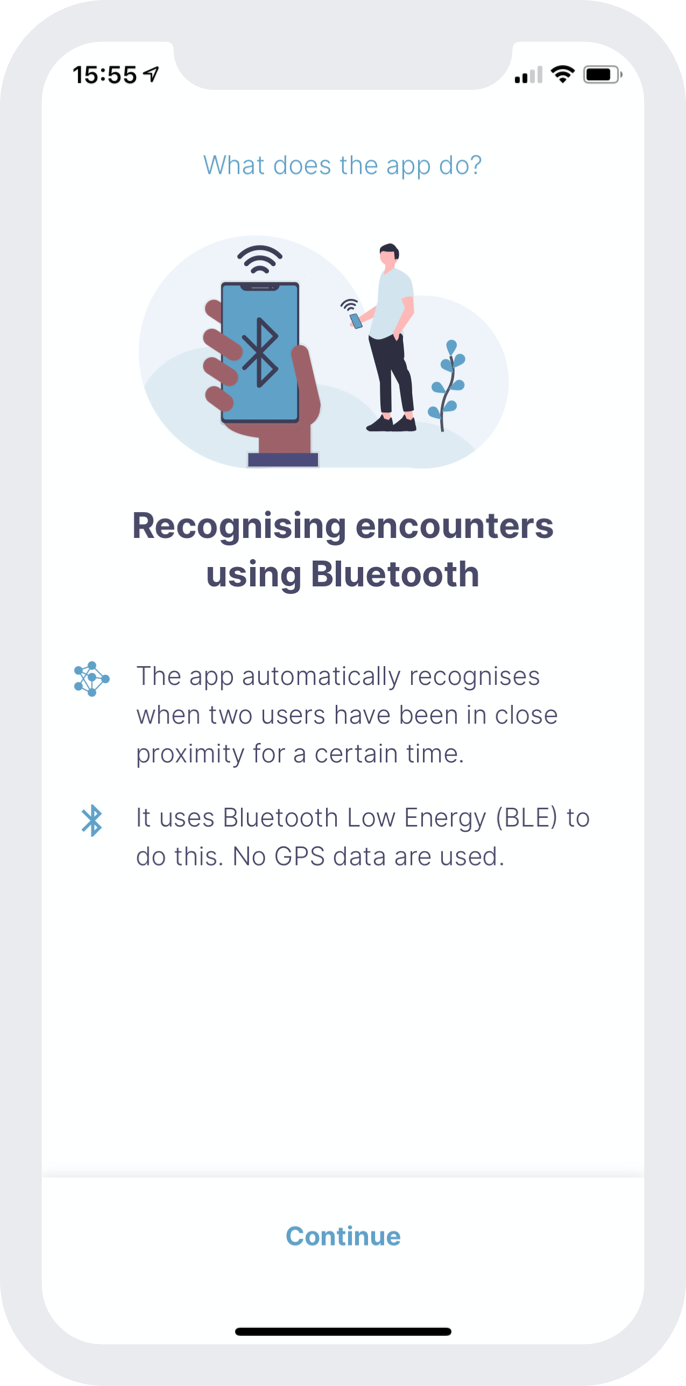 15:55
What does the app do?
Recognising encounters
using Bluetooth
The app automatically recognises
when two users have been in close
proximity for a certain time.
It uses Bluetooth Low Energy (BLE) to
do this. No GPS data are used.
Continue